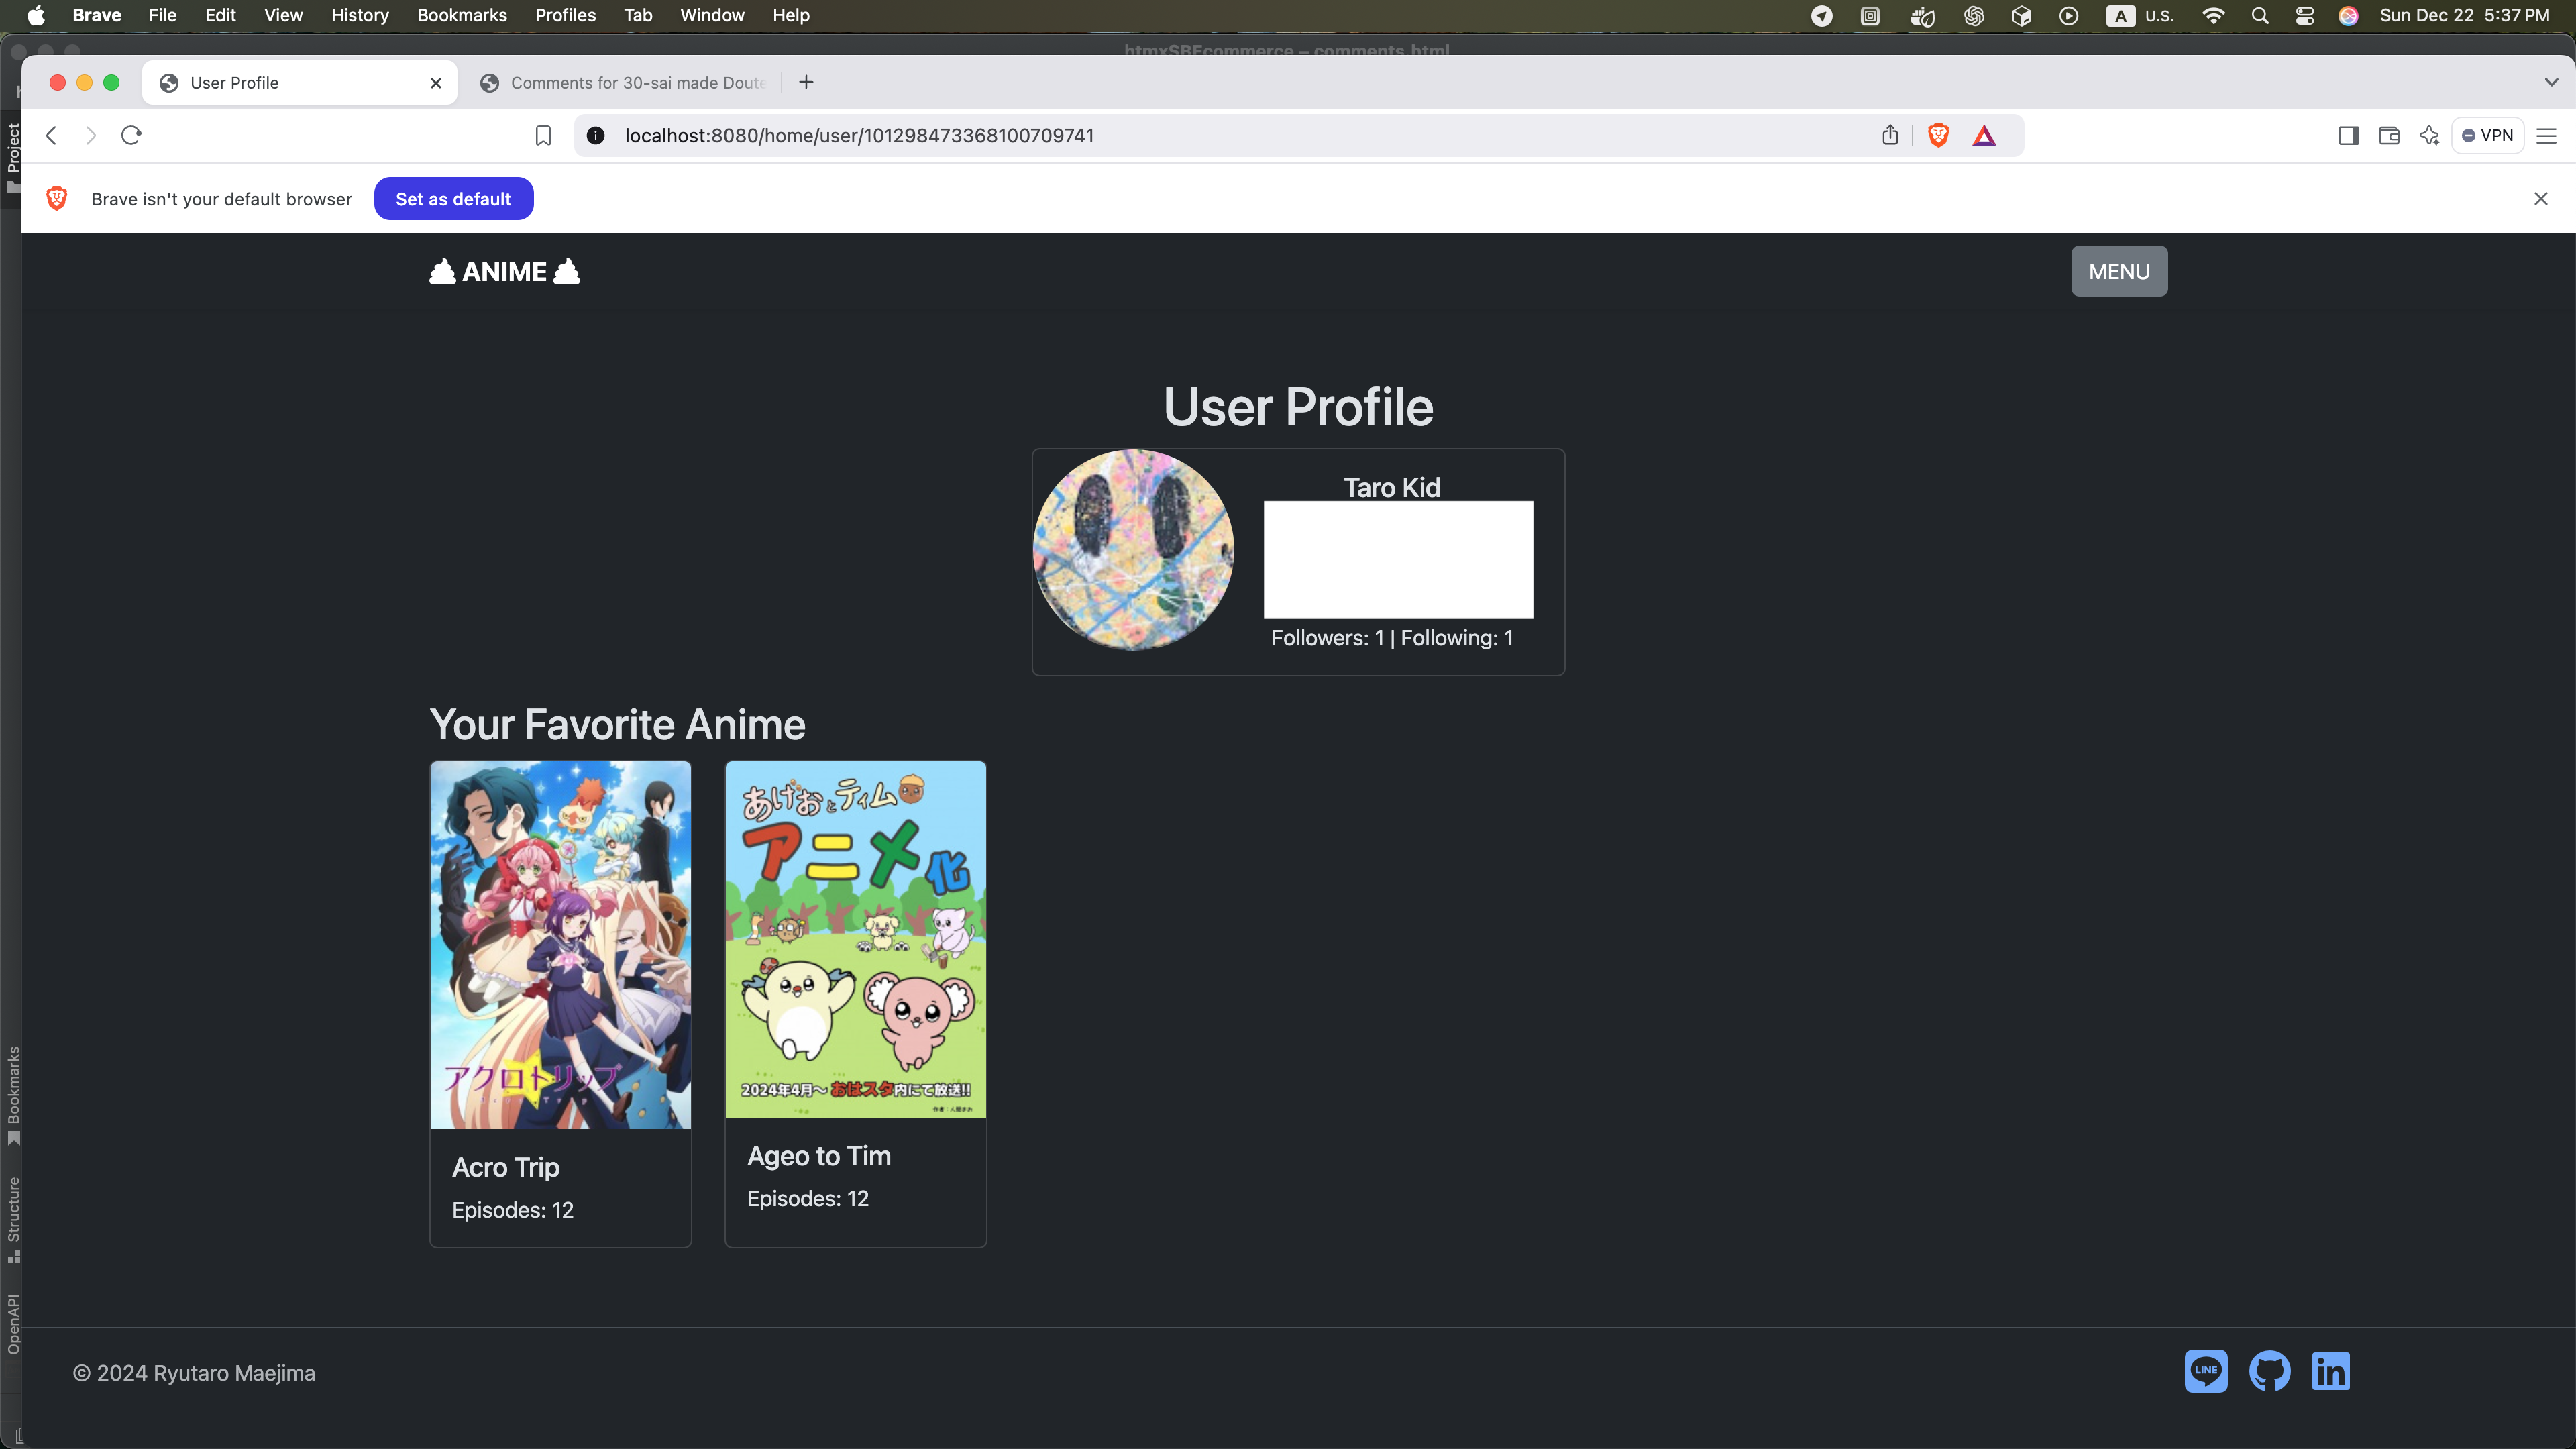 Brave File Edit View History Bookmarks Profiles Tab Window Help A U.S. Sun Dec 22 5:37 PM
htmxSBEcommerce – comments.html
User Profile
Comments for 30-sai made Doute
localhost:8080/home/user/101298473368100709741
VPN
Brave isn't your default browser
Set as default
Project
ANIME
MENU
User Profile
Taro Kid
Followers: 1 | Following: 1
Your Favorite Anime
アクロトリップ
あげおとティム
アニメ化
2024年4月〜おはスタ内にて放送!!
Acro Trip
Episodes: 12
Ageo to Tim
Episodes: 12
Bookmarks
Structure
OpenAPI
© 2024 Ryutaro Maejima
LINE
in